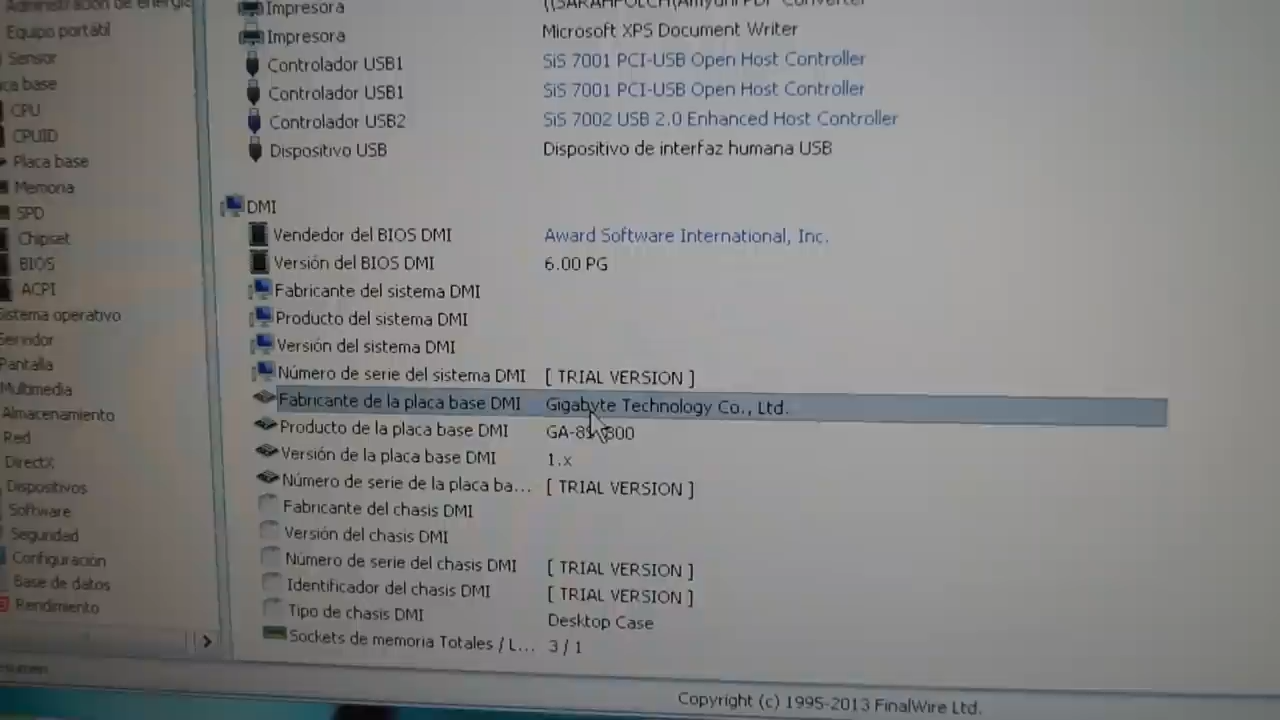 Administración de energía
Equipo portátil
Sensor
ca base
CPU
CPUID
Placa base
Memoria
SPD
Chipset
BIOS
ACPI
Sistema operativo
Servidor
Pantalla
Multimedia
Almacenamiento
Red
DirectX
Dispositivos
Software
Seguridad
Configuración
Base de datos
Rendimiento
Impresora
Impresora Microsoft XPS Document Writer
Controlador USB1 SiS 7001 PCI-USB Open Host Controller
Controlador USB1 SiS 7001 PCI-USB Open Host Controller
Controlador USB2 SiS 7002 USB 2.0 Enhanced Host Controller
Dispositivo USB Dispositivo de interfaz humana USB
DMI
Vendedor del BIOS DMI Award Software International, Inc.
Versión del BIOS DMI 6.00 PG
Fabricante del sistema DMI
Producto del sistema DMI
Versión del sistema DMI
Número de serie del sistema DMI [ TRIAL VERSION ]
Fabricante de la placa base DMI Gigabyte Technology Co., Ltd.
Producto de la placa base DMI
Versión de la placa base DMI 1.x
Número de serie de la placa ba... [ TRIAL VERSION ]
Fabricante del chasis DMI
Versión del chasis DMI
Número de serie del chasis DMI [ TRIAL VERSION ]
Identificador del chasis DMI [ TRIAL VERSION ]
Tipo de chasis DMI Desktop Case
Sockets de memoria Totales / L... 3 / 1
Copyright (c) 1995-2013 FinalWire Ltd.